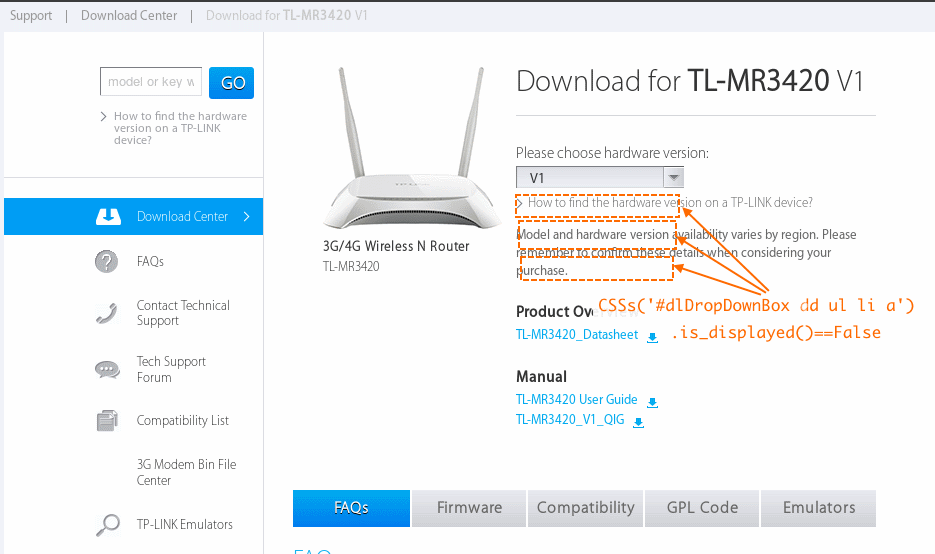 Support | Download Center | Download for TL-MR3420 V1
model or key w
GO
How to find the hardware
version on a TP-LINK
device?
Download Center
FAQs
Contact Technical
Support
Tech Support
Forum
Compatibility List
3G Modem Bin File
Center
TP-LINK Emulators
3G/4G Wireless N Router
TL-MR3420
Download for TL-MR3420 V1
Please choose hardware version:
V1
How to find the hardware version on a TP-LINK device?
Model and hardware version availability varies by region. Please
remember to confirm these details when considering your
purchase.
CSSs('#dlDropDownBox dd ul li a')
.is_displayed()==False
Product Overview
TL-MR3420_Datasheet
Manual
TL-MR3420 User Guide
TL-MR3420_V1_QIG
FAQs Firmware Compatibility GPL Code Emulators
FAQ